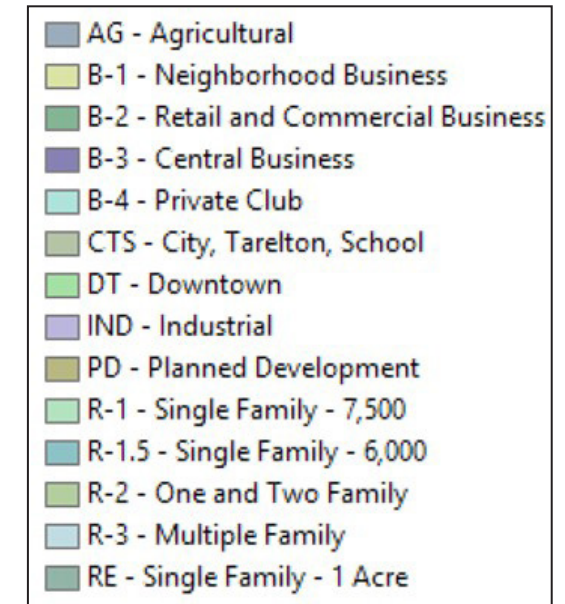 AG - Agricultural
B-1 - Neighborhood Business
B-2 - Retail and Commercial Business
B-3 - Central Business
B-4 - Private Club
CTS - City, Tarelton, School
DT - Downtown
IND - Industrial
PD - Planned Development
R-1 - Single Family - 7,500
R-1.5 - Single Family - 6,000
R-2 - One and Two Family
R-3 - Multiple Family
RE - Single Family - 1 Acre